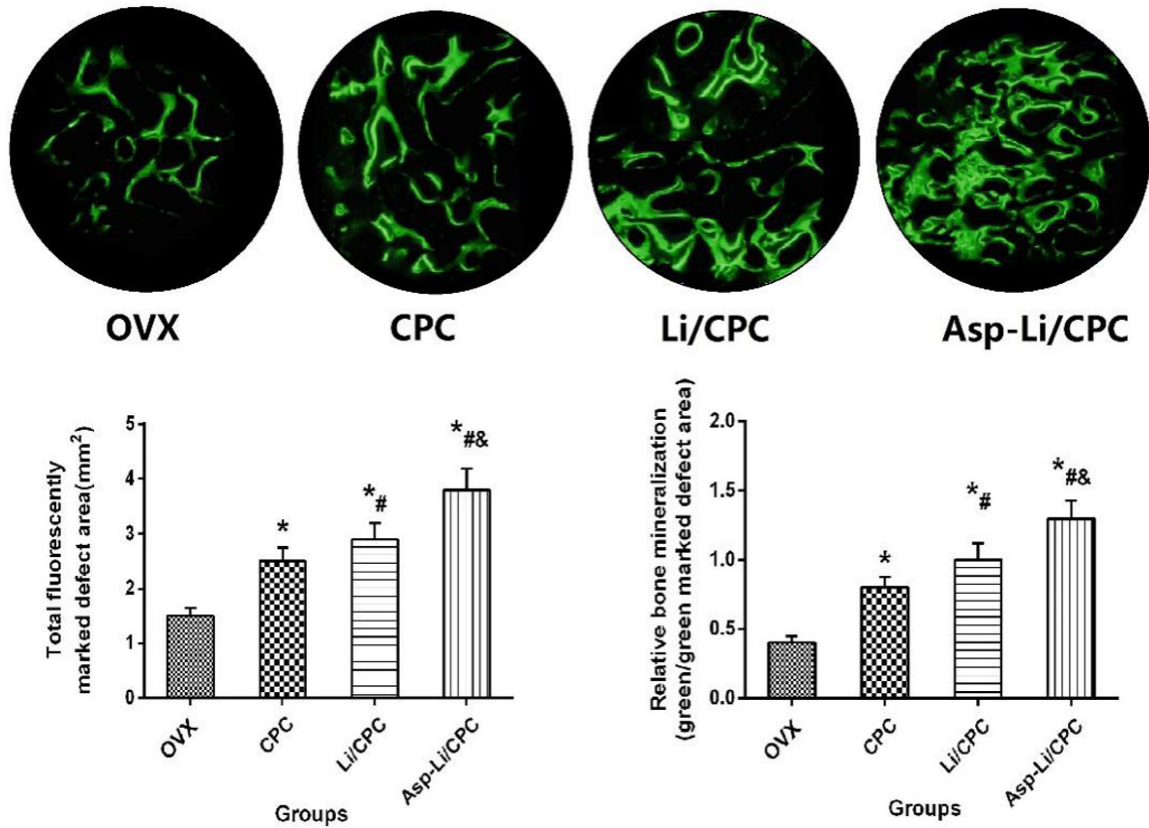 OVX
CPC
Li/CPC
Asp-Li/CPC
Total fluorescently
marked defect area(mm²)
5
4
3
2
1
0
*
*#
*#&
OVX
CPC
Li/CPC
Asp-Li/CPC
Groups
Relative bone mineralization
(green/green marked defect area)
2.0
1.5
1.0
0.5
0.0
*
*#
*#&
OVX
CPC
Li/CPC
Asp-Li/CPC
Groups